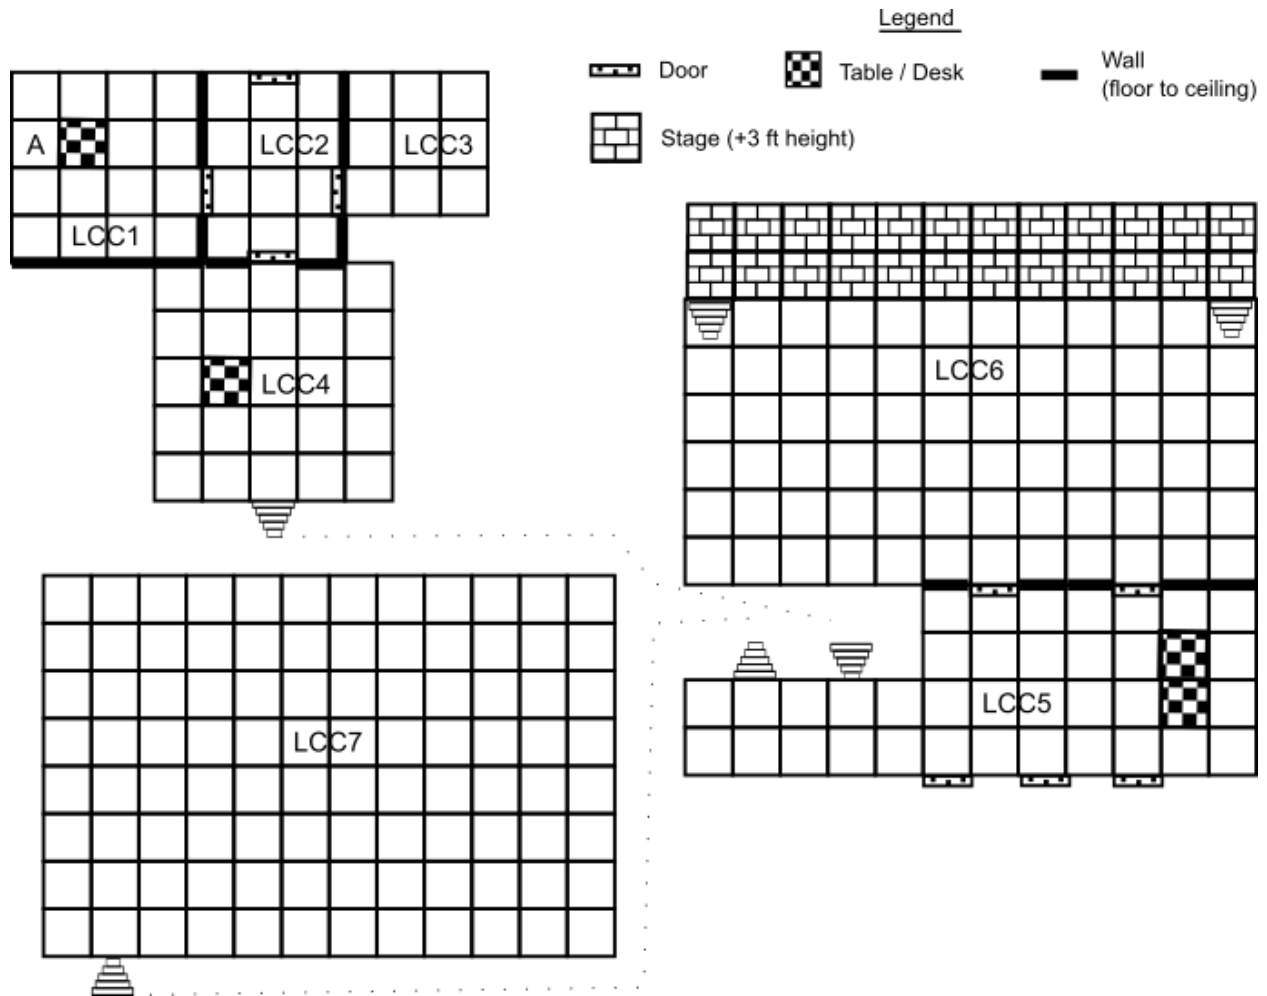 Legend
Door
Table / Desk
Wall
(floor to ceiling)
Stage (+3 ft height)
A
LCC2
LCC3
LCC1
LCC4
LCC6
LCC5
LCC7